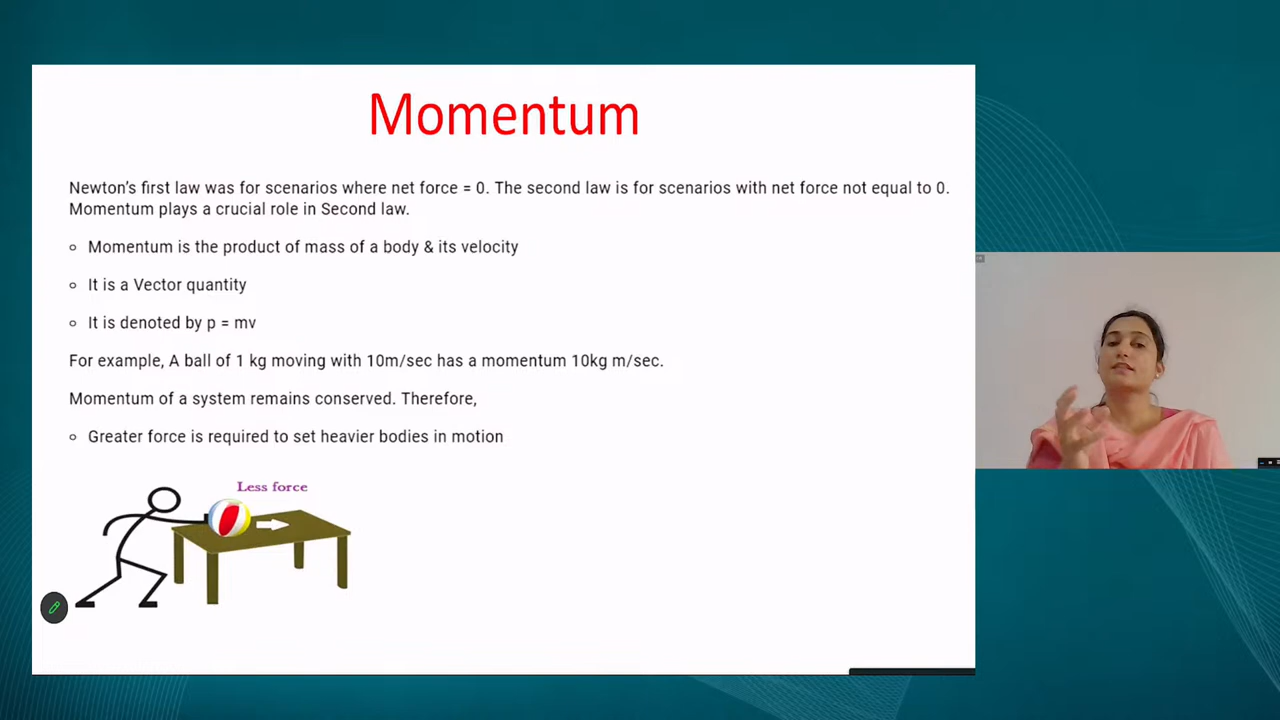 Momentum
Newton's first law was for scenarios where net force = 0. The second law is for scenarios with net force not equal to 0.
Momentum plays a crucial role in Second law.
Momentum is the product of mass of a body & its velocity
It is a Vector quantity
It is denoted by p = mv
For example, A ball of 1 kg moving with 10m/sec has a momentum 10kg m/sec.
Momentum of a system remains conserved. Therefore,
Greater force is required to set heavier bodies in motion
Less force